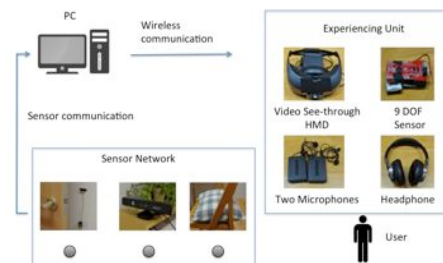 PC
Wireless
communication
Experiencing Unit
Video See-through
HMD
9 DOF
Sensor
Sensor communication
Sensor Network
Two Microphones
Headphone
User